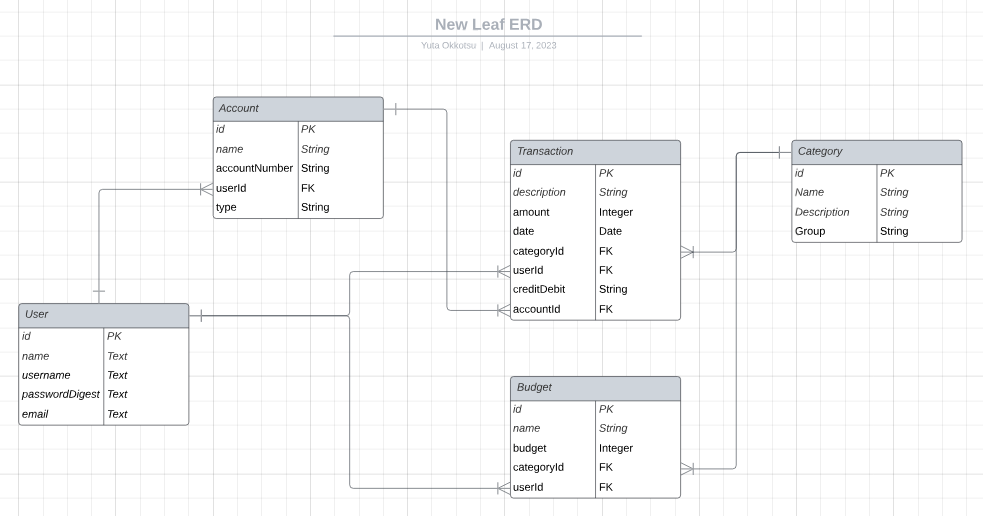 New Leaf ERD
Yuta Okkotsu | August 17, 2023
Account
id PK
name String
accountNumber String
userId FK
type String
Transaction
id PK
description String
amount Integer
date Date
categoryId FK
userId FK
creditDebit String
accountId FK
Category
id PK
Name String
Description String
Group String
User
id PK
name Text
username Text
passwordDigest Text
email Text
Budget
id PK
name String
budget Integer
categoryId FK
userId FK